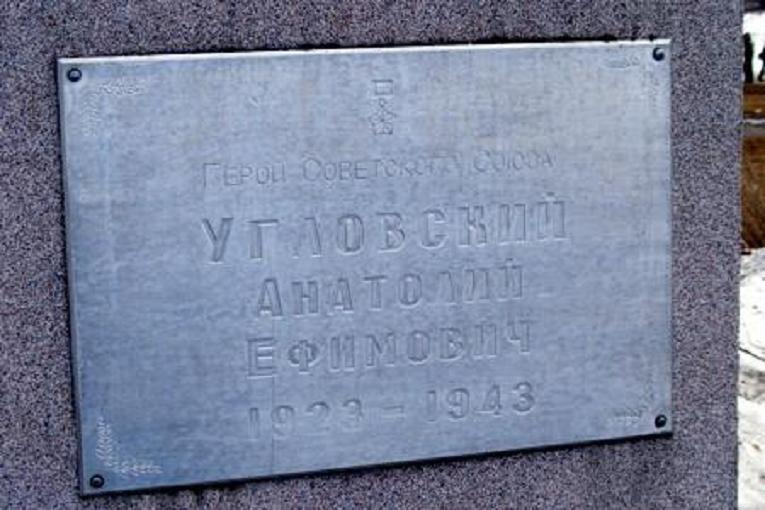 Герой Советского Союза
УГЛОВСКИЙ
АНАТОЛИЙ
ЕФИМОВИЧ
1923-1943